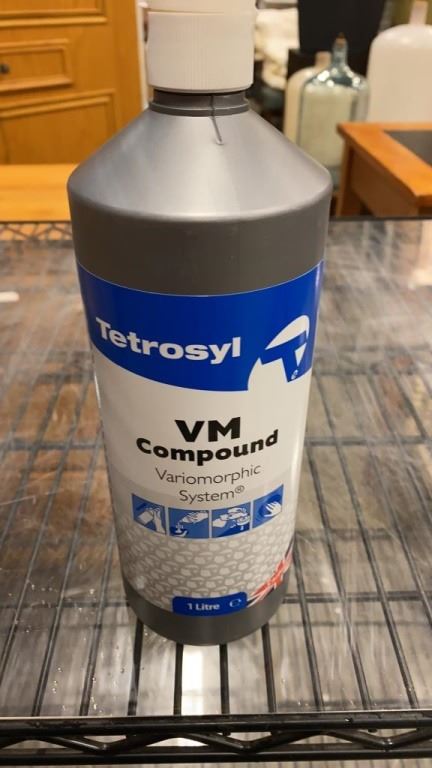 Tetrosyl
VM
Compound
Variomorphic
System®
1 Litre ℮